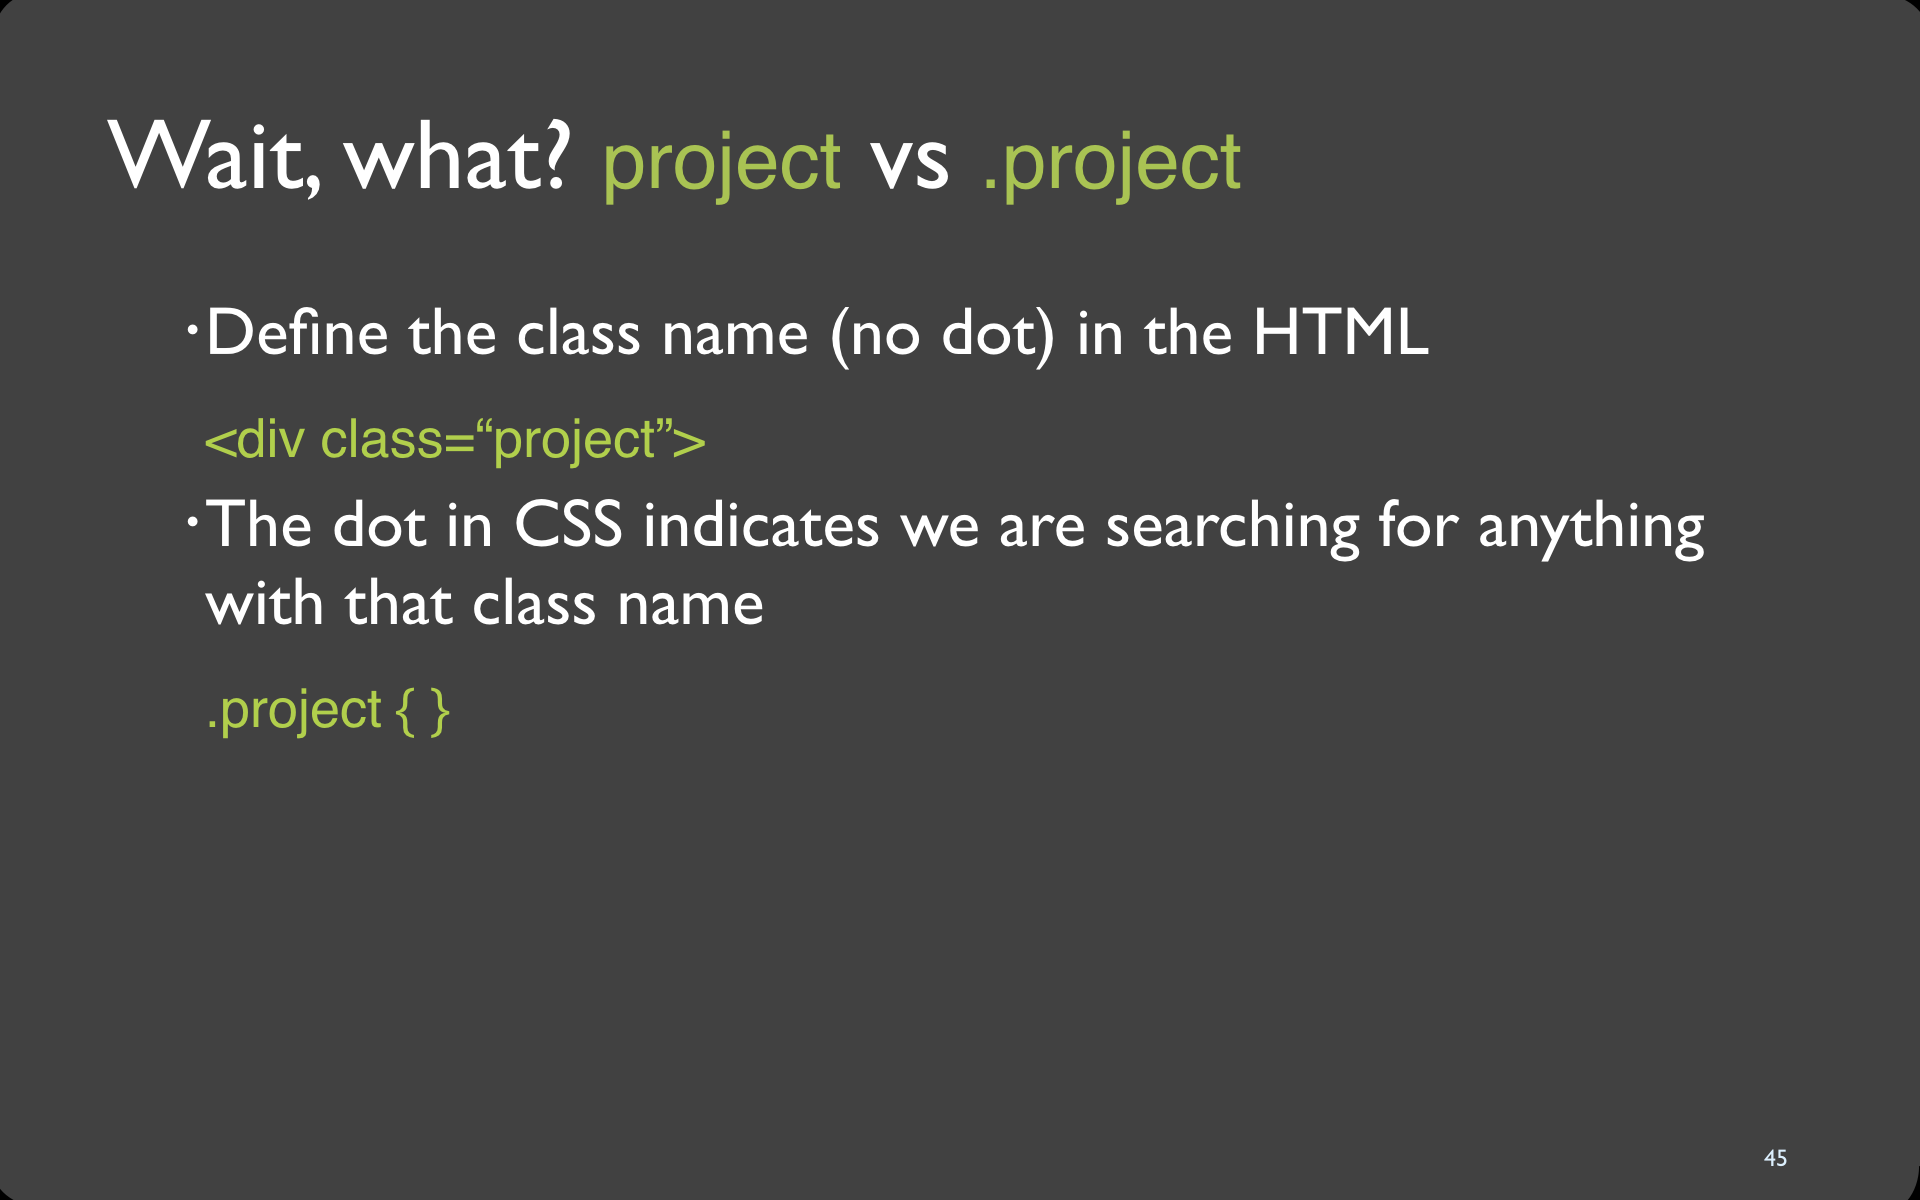 Wait, what? project vs .project
•Define the class name (no dot) in the HTML
<div class=“project”>
•The dot in CSS indicates we are searching for anything
with that class name
.project { }
45